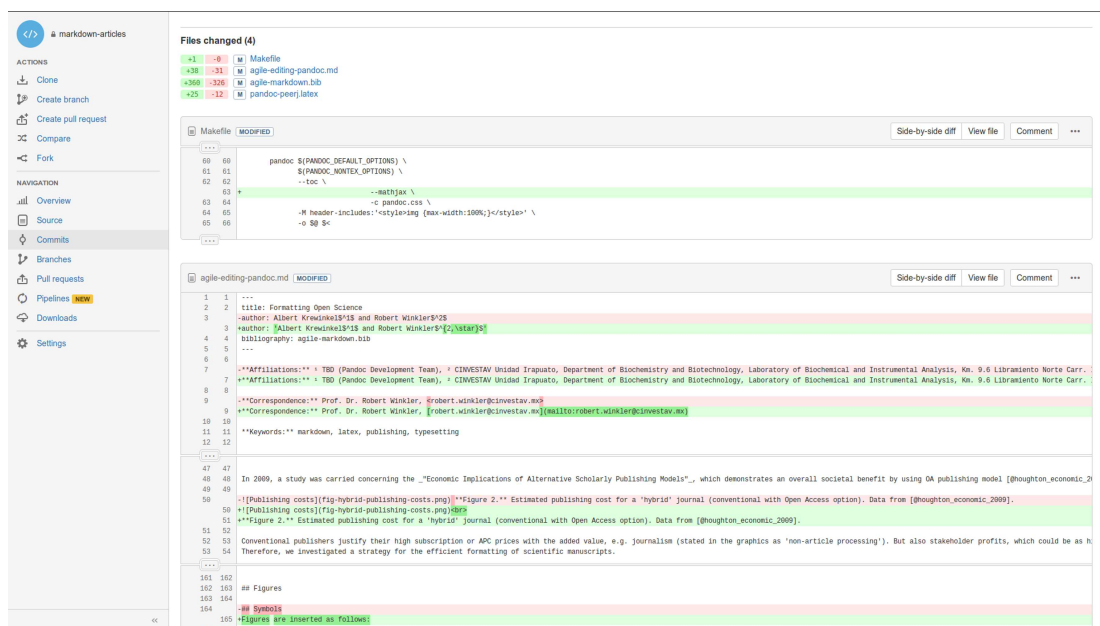 </> markdown-articles
ACTIONS
Clone
Create branch
Create pull request
Compare
Fork
NAVIGATION
Overview
Source
Commits
Branches
Pull requests
Pipelines NEW
Downloads
Settings
«
Files changed (4)
+1 -0 M Makefile
+38 -31 M agile-editing-pandoc.md
+360 -326 M agile-markdown.bib
+25 -12 M pandoc-peerj.latex
Makefile MODIFIED Side-by-side diff View file Comment •••
...
60 60 pandoc $(PANDOC_DEFAULT_OPTIONS) \
61 61 $(PANDOC_NONTEX_OPTIONS) \
62 62 --toc \
63 + --mathjax \
63 64 -c pandoc.css \
64 65 -M header-includes:'<style>img {max-width:100%;}</style>' \
65 66 -o $@ $<
...
agile-editing-pandoc.md MODIFIED Side-by-side diff View file Comment •••
1 1 ---
2 2 title: Formatting Open Science
3 -author: Albert Krewinkel$^1$ and Robert Winkler$^2$
3 +author: 'Albert Krewinkel$^1$ and Robert Winkler$^{2,\star}$'
4 4 bibliography: agile-markdown.bib
5 5 ---
6 6
7 -**Affiliations:** ¹ TBD (Pandoc Development Team), ² CINVESTAV Unidad Irapuato, Department of Biochemistry and Biotechnology, Laboratory of Biochemical and Instrumental Analysis, Km. 9.6 Libramiento Norte Carr.
7 +**Affiliations:** ¹ TBD (Pandoc Development Team), ² CINVESTAV Unidad Irapuato, Department of Biochemistry and Biotechnology, Laboratory of Biochemical and Instrumental Analysis, Km. 9.6 Libramiento Norte Carr.
8 8
9 -**Correspondence:** Prof. Dr. Robert Winkler, <robert.winkler@cinvestav.mx>
9 +**Correspondence:** Prof. Dr. Robert Winkler, [robert.winkler@cinvestav.mx](mailto:robert.winkler@cinvestav.mx)
10 10
11 11 **Keywords:** markdown, latex, publishing, typesetting
12 12
...
47 47
48 48 In 2009, a study was carried concerning the _"Economic Implications of Alternative Scholarly Publishing Models"_, which demonstrates an overall societal benefit by using OA publishing model [@houghton_economic_2
49 49
50 -![Publishing costs](fig-hybrid-publishing-costs.png) **Figure 2.** Estimated publishing cost for a 'hybrid' journal (conventional with Open Access option). Data from [@houghton_economic_2009].
50 +![Publishing costs](fig-hybrid-publishing-costs.png)<br>
51 +**Figure 2.** Estimated publishing cost for a 'hybrid' journal (conventional with Open Access option). Data from [@houghton_economic_2009].
51 52
52 53 Conventional publishers justify their high subscription or APC prices with the added value, e.g. journalism (stated in the graphics as 'non-article processing'). But also stakeholder profits, which could be as
53 54 Therefore, we investigated a strategy for the efficient formatting of scientific manuscripts.
...
161 162
162 163 ## Figures
163 164
164 -## Symbols
165 +Figures are inserted as follows: